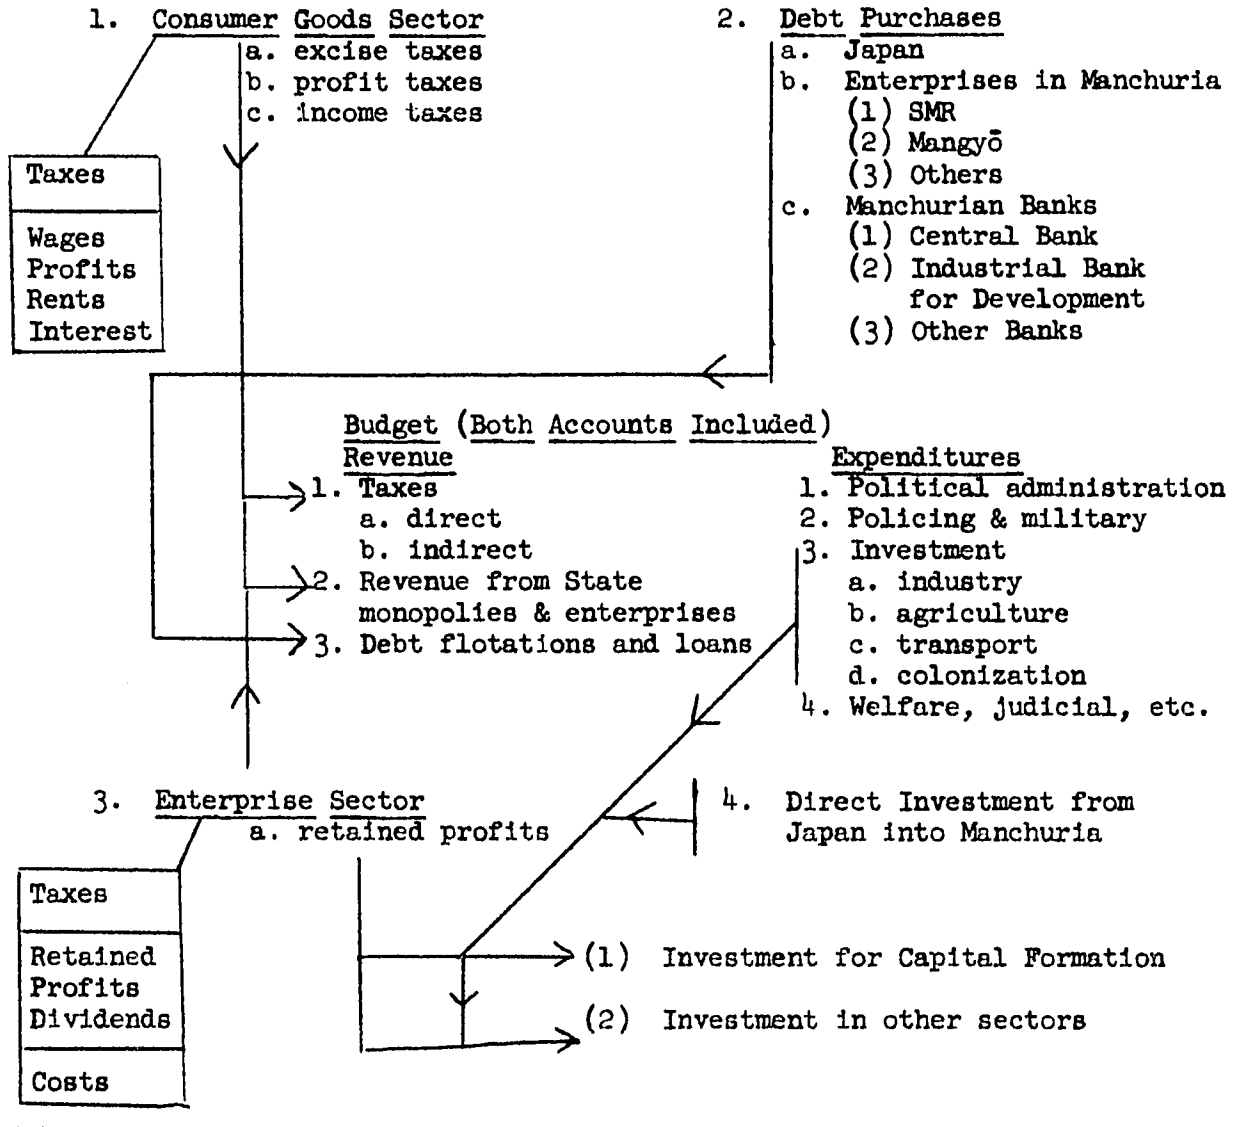 1. Consumer Goods Sector
a. excise taxes
b. profit taxes
c. income taxes
Taxes
Wages
Profits
Rents
Interest
2. Debt Purchases
a. Japan
b. Enterprises in Manchuria
(1) SMR
(2) Mangyō
(3) Others
c. Manchurian Banks
(1) Central Bank
(2) Industrial Bank
for Development
(3) Other Banks
Budget (Both Accounts Included)
Revenue
1. Taxes
a. direct
b. indirect
2. Revenue from State
monopolies & enterprises
3. Debt flotations and loans
Expenditures
1. Political administration
2. Policing & military
3. Investment
a. industry
b. agriculture
c. transport
d. colonization
4. Welfare, judicial, etc.
3. Enterprise Sector
a. retained profits
Taxes
Retained
Profits
Dividends
Costs
4. Direct Investment from
Japan into Manchuria
(1) Investment for Capital Formation
(2) Investment in other sectors